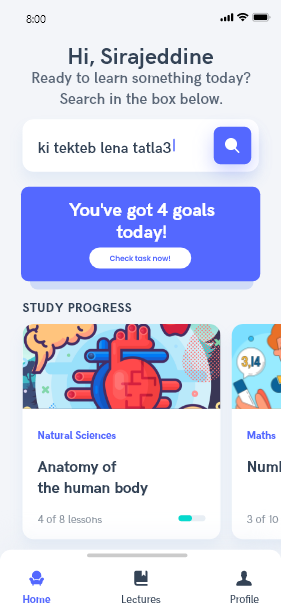 8:00
Hi, Sirajeddine
Ready to learn something today?
Search in the box below.
ki tekteb lena tatla3
You've got 4 goals
today!
Check task now!
STUDY PROGRESS
3,14
Natural Sciences
Maths
Anatomy of
the human body
4 of 8 lessons
3 of 10
Home
Lectures
Profile